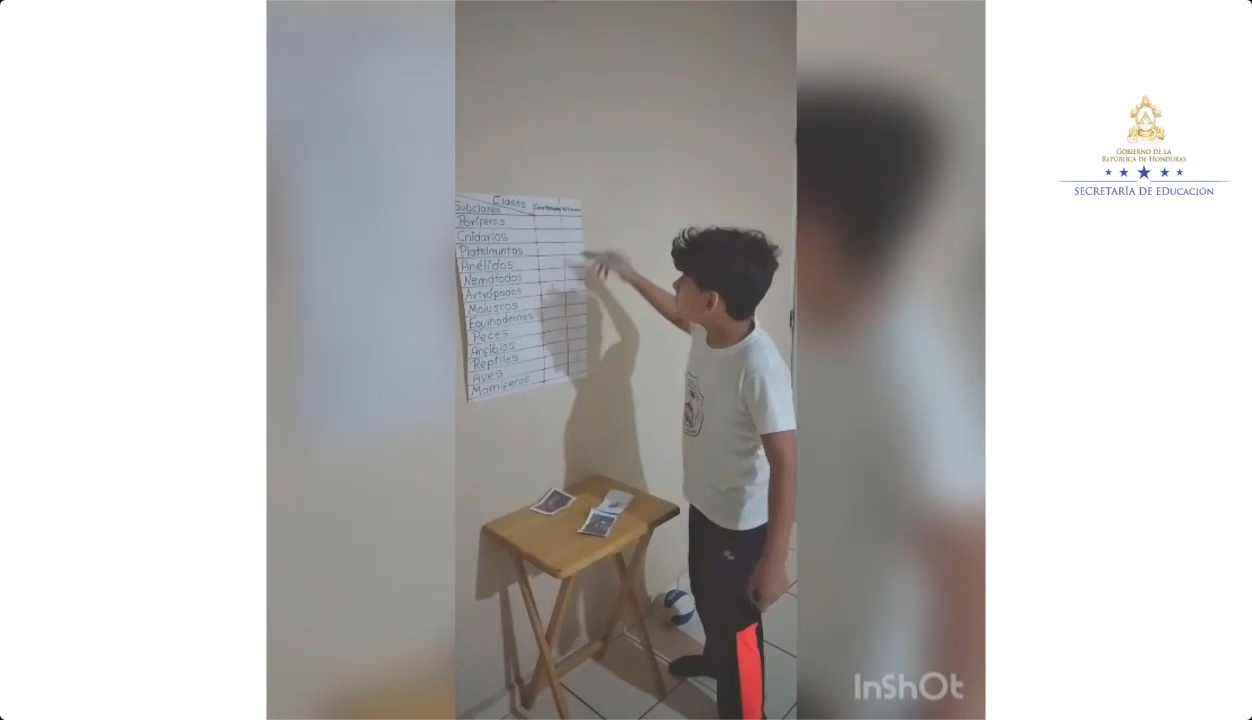 Clases
Subclases
Poríferos
Cnidarios
Platelmintos
Anélidos
Nematodos
Artrópodos
Moluscos
Equinodermos
Peces
Anfibios
Reptiles
Aves
Mamíferos
GOBIERNO DE LA
REPÚBLICA DE HONDURAS
SECRETARÍA DE EDUCACIÓN
InShOt